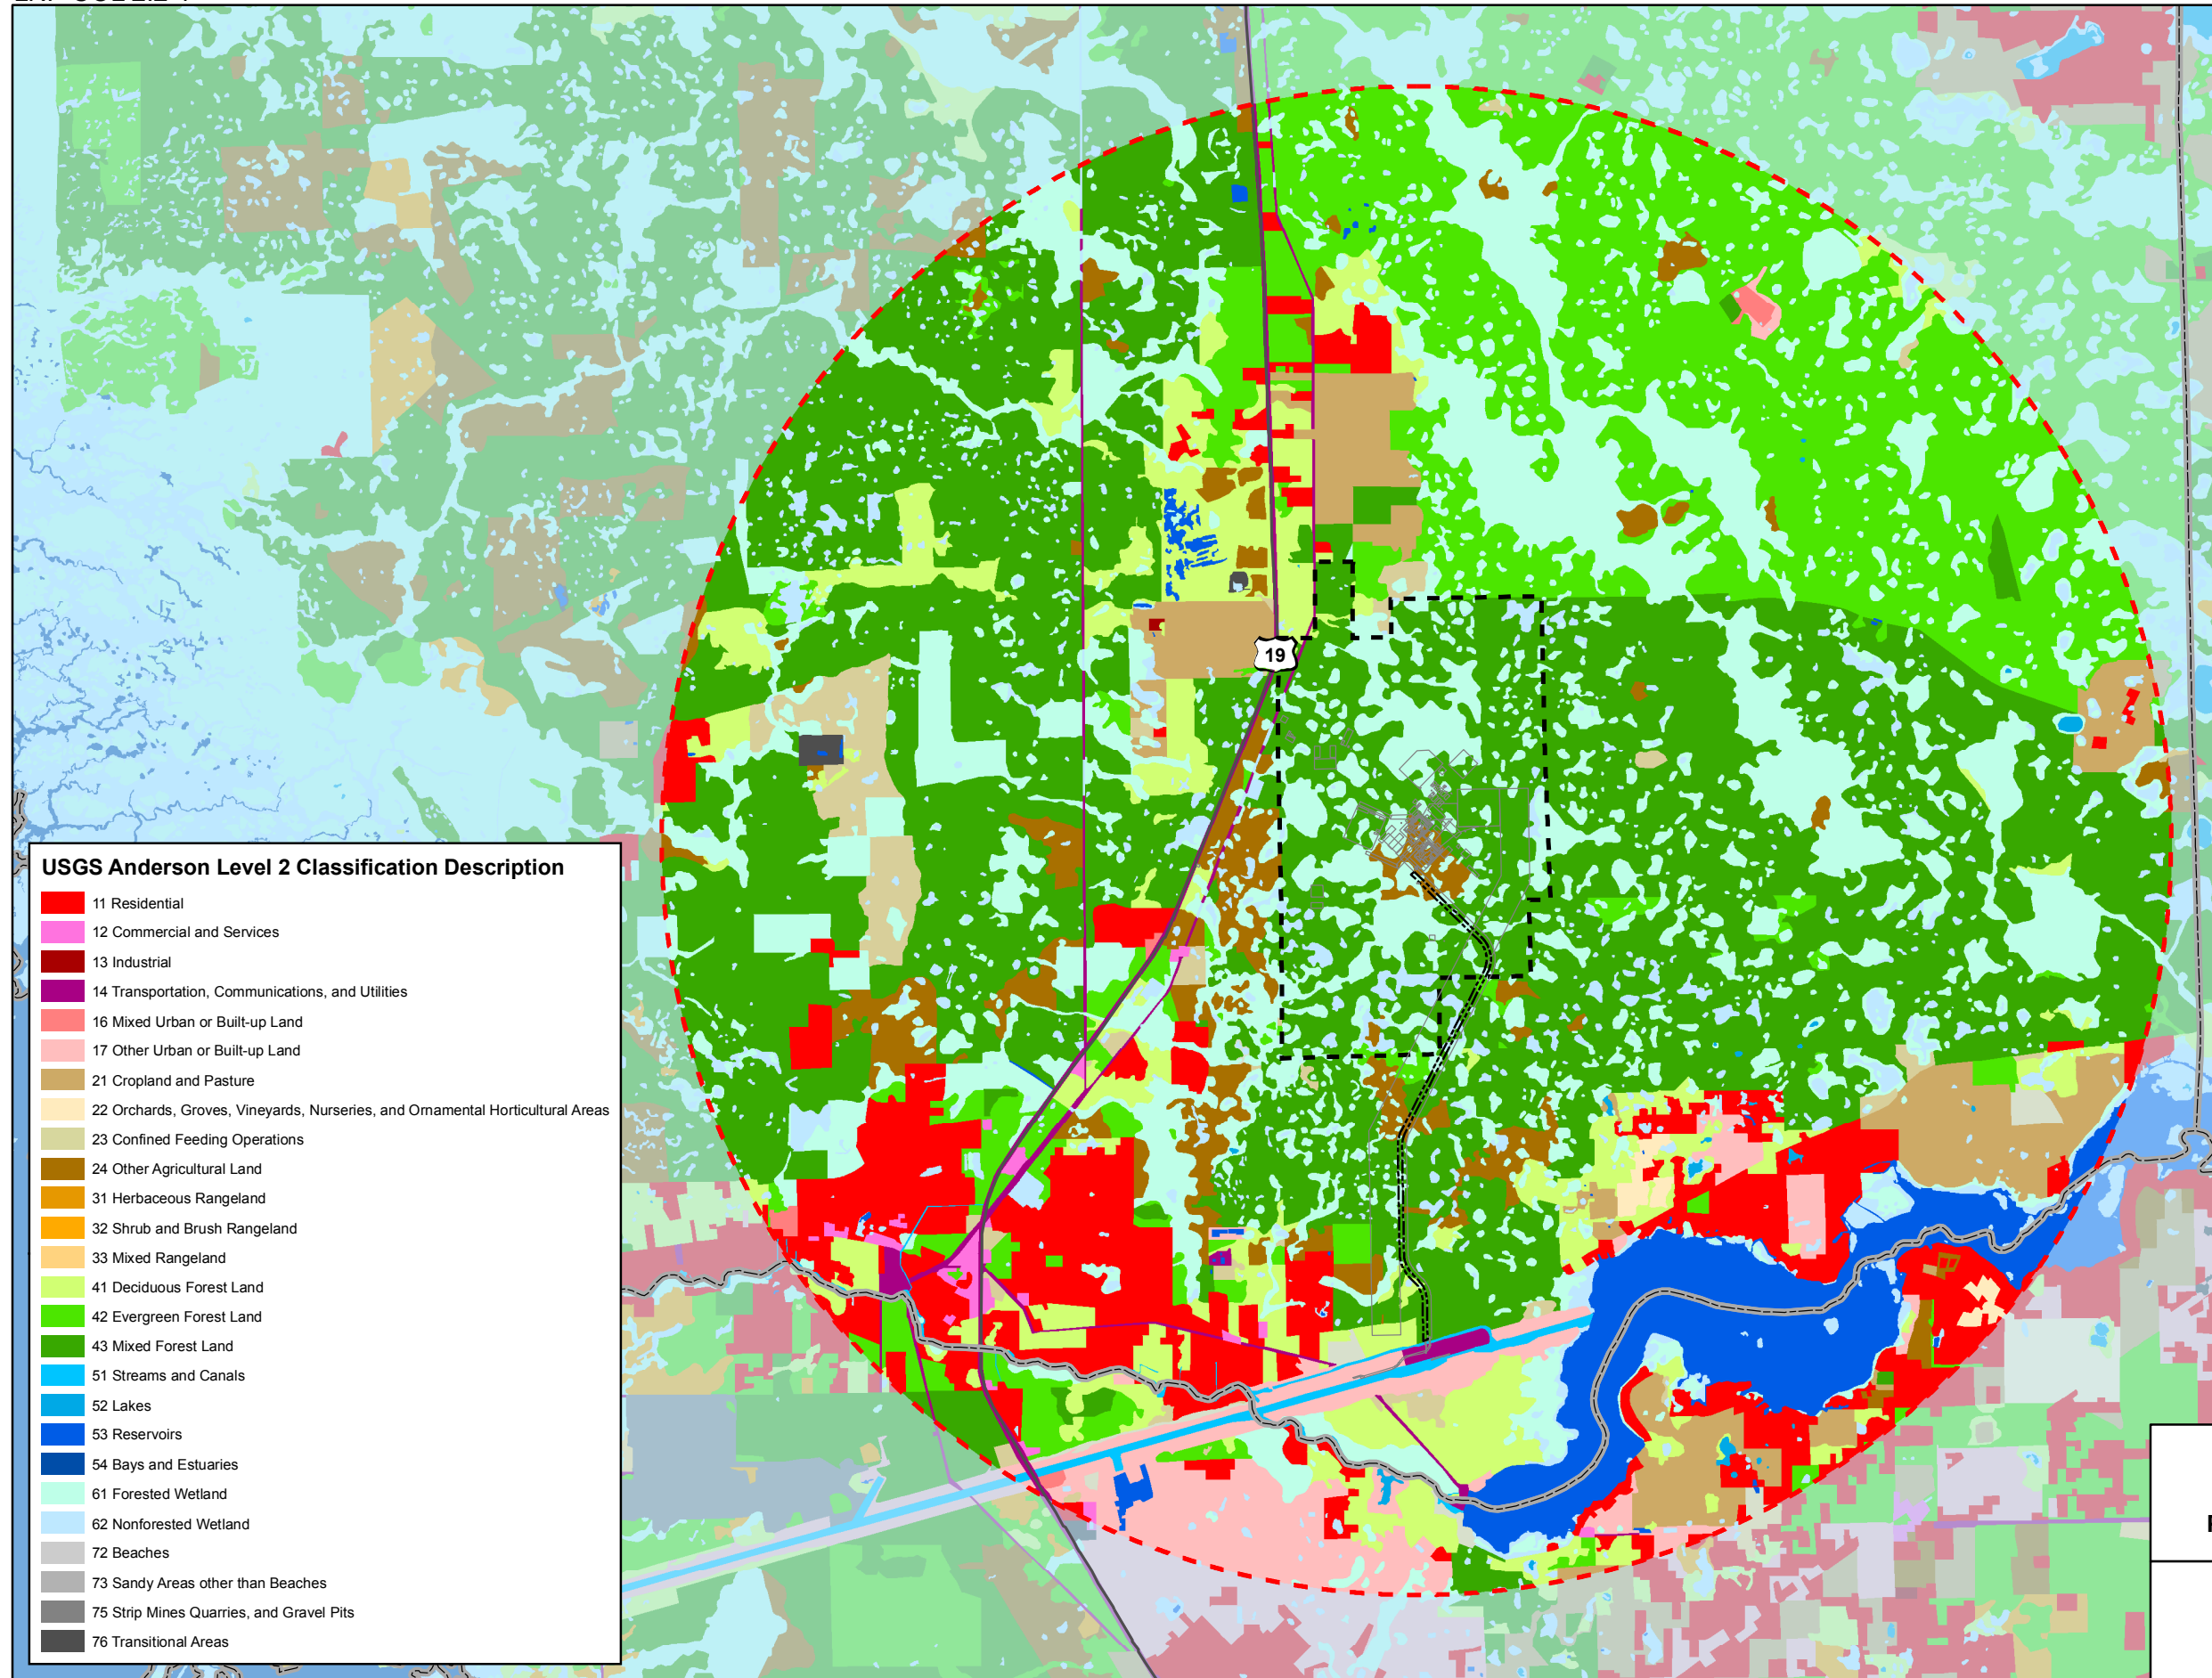 19
USGS Anderson Level 2 Classification Description
11 Residential
12 Commercial and Services
13 Industrial
14 Transportation, Communications, and Utilities
16 Mixed Urban or Built-up Land
17 Other Urban or Built-up Land
21 Cropland and Pasture
22 Orchards, Groves, Vineyards, Nurseries, and Ornamental Horticultural Areas
23 Confined Feeding Operations
24 Other Agricultural Land
31 Herbaceous Rangeland
32 Shrub and Brush Rangeland
33 Mixed Rangeland
41 Deciduous Forest Land
42 Evergreen Forest Land
43 Mixed Forest Land
51 Streams and Canals
52 Lakes
53 Reservoirs
54 Bays and Estuaries
61 Forested Wetland
62 Nonforested Wetland
72 Beaches
73 Sandy Areas other than Beaches
75 Strip Mines Quarries, and Gravel Pits
76 Transitional Areas